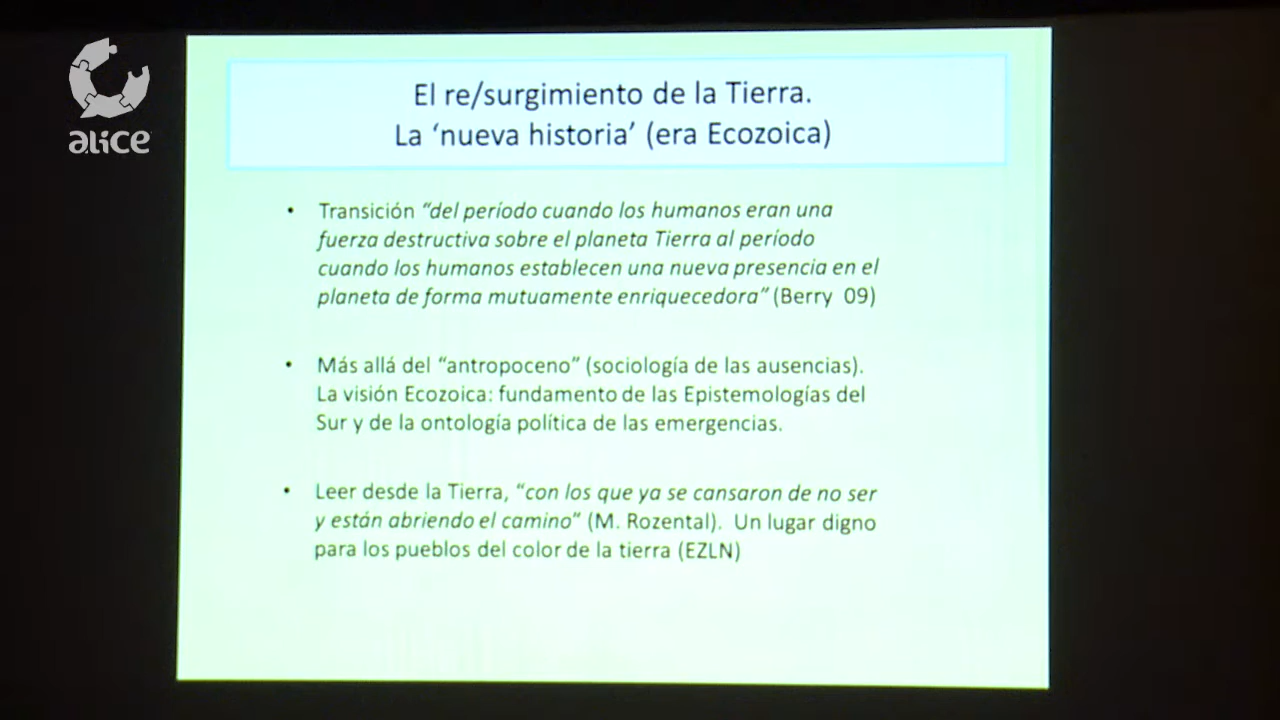 alice
El re/surgimiento de la Tierra.
La ‘nueva historia’ (era Ecozoica)
• Transición “del período cuando los humanos eran una
fuerza destructiva sobre el planeta Tierra al período
cuando los humanos establecen una nueva presencia en el
planeta de forma mutuamente enriquecedora” (Berry 09)
• Más allá del “antropoceno” (sociología de las ausencias).
La visión Ecozoica: fundamento de las Epistemologías del
Sur y de la ontología política de las emergencias.
• Leer desde la Tierra, “con los que ya se cansaron de no ser
y están abriendo el camino” (M. Rozental). Un lugar digno
para los pueblos del color de la tierra (EZLN)